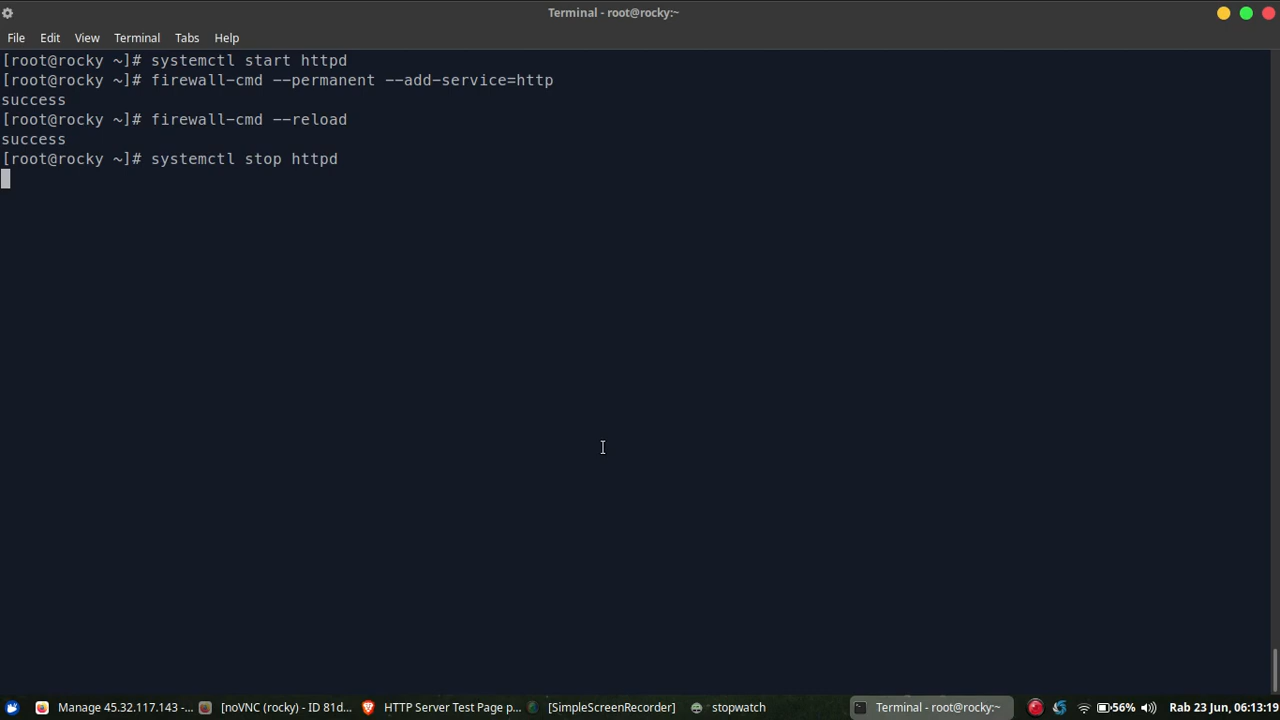 Terminal - root@rocky:~
File Edit View Terminal Tabs Help
[root@rocky ~]# systemctl start httpd
[root@rocky ~]# firewall-cmd --permanent --add-service=http
success
[root@rocky ~]# firewall-cmd --reload
success
[root@rocky ~]# systemctl stop httpd
Manage 45.32.117.143 -... [noVNC (rocky) - ID 81d... HTTP Server Test Page p... [SimpleScreenRecorder] stopwatch Terminal - root@rocky:~ 56% Rab 23 Jun, 06:13:19